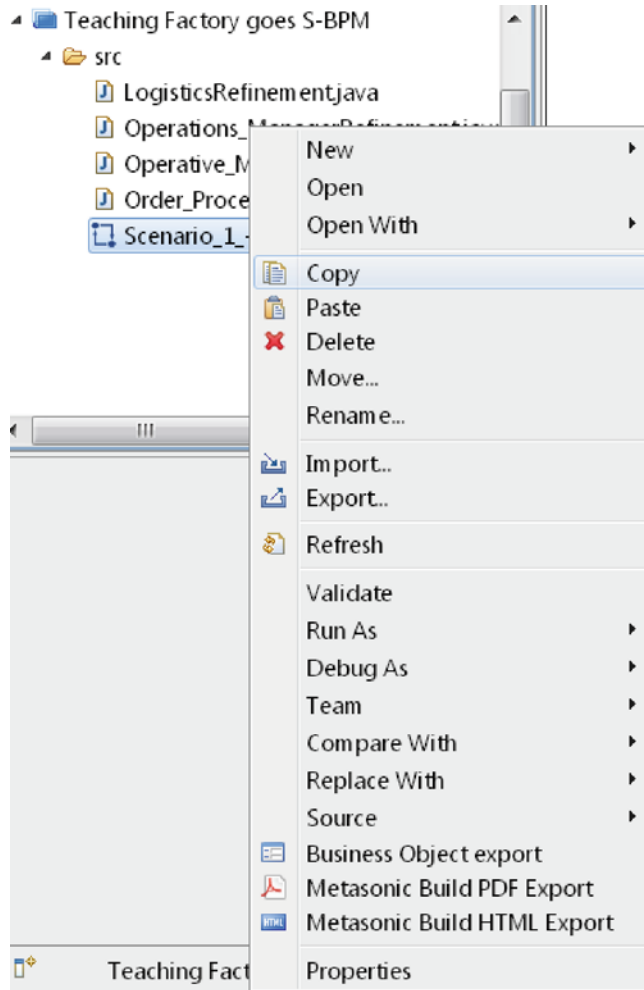 Teaching Factory goes S-BPM
src
LogisticsRefinement.java
Operations_ManagerRefinement.java
Operative_M
Order_Proce
Scenario_1_-
New
Open
Open With
Copy
Paste
Delete
Move...
Rename...
Import...
Export...
Refresh
Validate
Run As
Debug As
Team
Compare With
Replace With
Source
Business Object export
Metasonic Build PDF Export
HTML Metasonic Build HTML Export
Teaching Fact
Properties